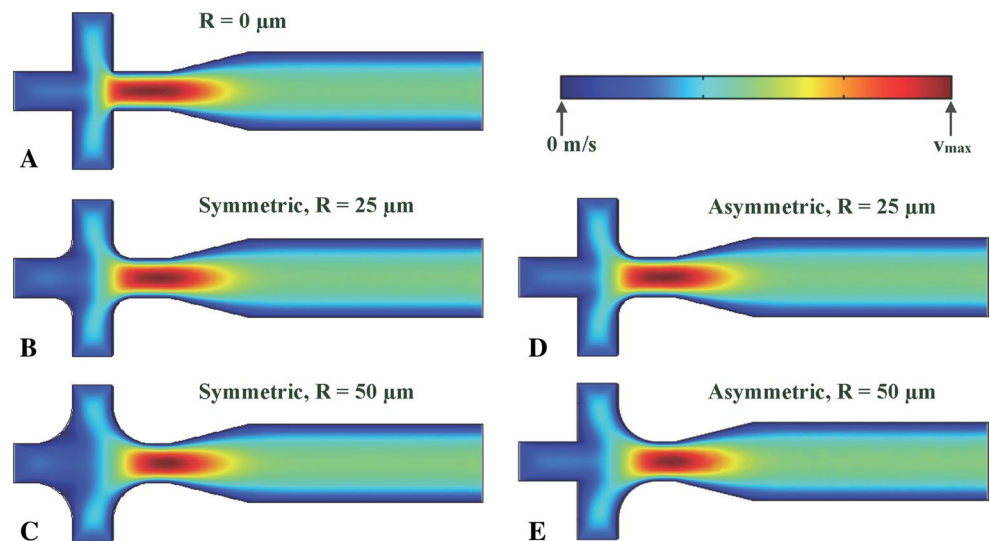 R = 0 μm
A
0 m/s
vmax
Symmetric, R = 25 μm
B
Asymmetric, R = 25 μm
D
Symmetric, R = 50 μm
C
Asymmetric, R = 50 μm
E